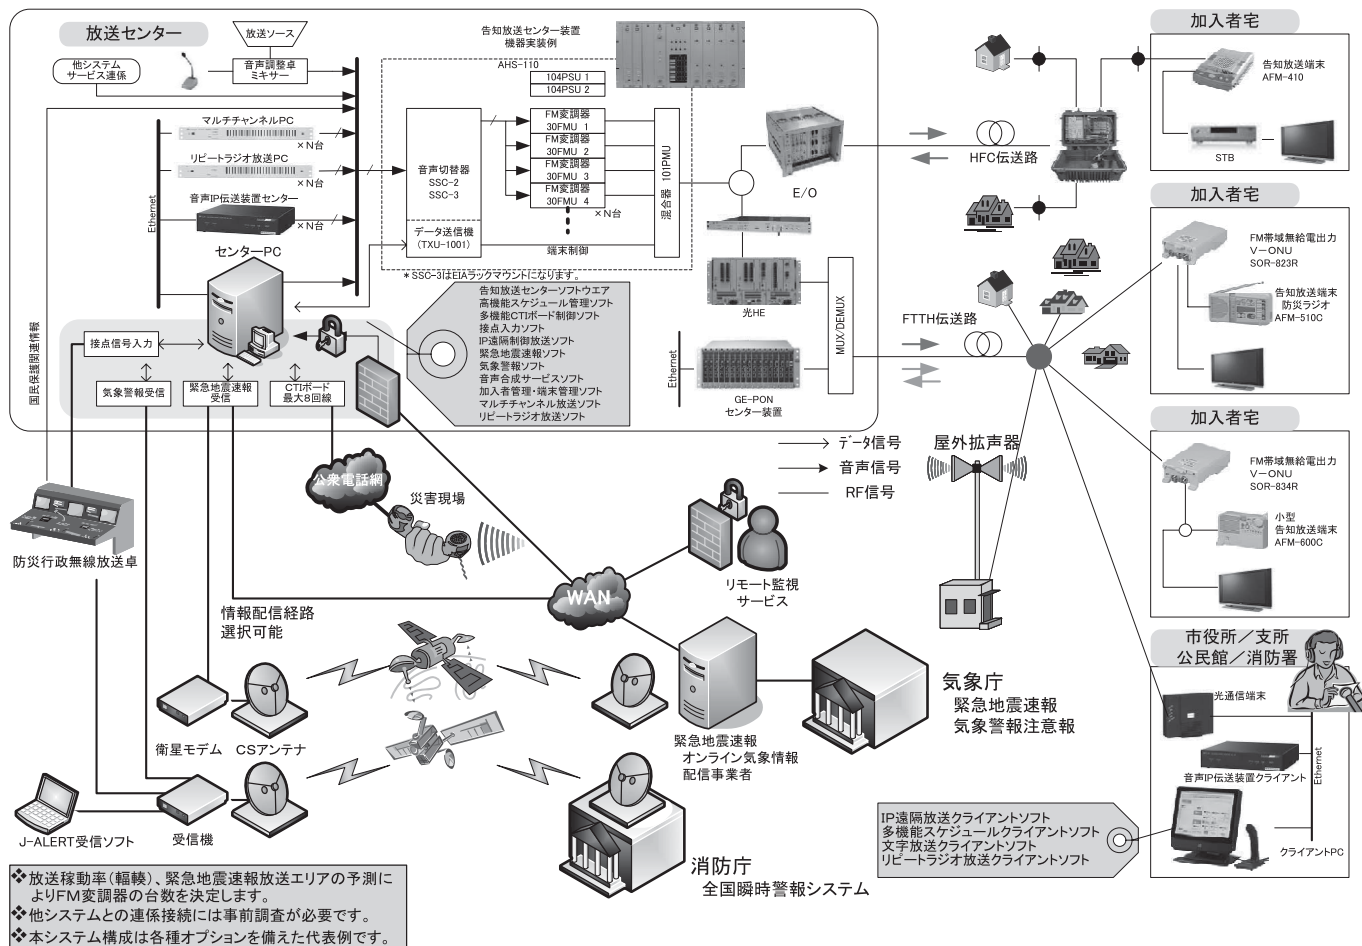 放送センター
放送ソース
他システム
サービス連係
音声調整卓
ミキサー
告知放送センター装置
機器実装例
AHS-110
104PSU 1
104PSU 2
マルチチャンネルPC
×N台
リピートラジオ放送PC
×N台
音声IP伝送装置センター
×N台
Ethernet
センターPC
音声切替器
SSC-2
SSC-3
データ送信機
(TXU-1001)
FM変調器
30FMU 1
FM変調器
30FMU 2
FM変調器
30FMU 3
FM変調器
30FMU 4
×N台
端末制御
混合器 101PMU
*SSC-3はEIAラックマウントになります。
E/O
光HE
MUX/DEMUX
Ethernet
GE-PON
センター装置
告知放送センターソフトウエア
高機能スケジュール管理ソフト
多機能CTIボード制御ソフト
接点入力ソフト
IP遠隔制御放送ソフト
緊急地震速報ソフト
気象警報ソフト
音声合成サービスソフト
加入者管理・端末管理ソフト
マルチチャンネル放送ソフト
リピートラジオ放送ソフト
国民保護関連情報
接点信号入力
気象警報受信
緊急地震速報
受信
CTIボード
最大8回線
HFC伝送路
FTTH伝送路
加入者宅
告知放送端末
AFM-410
STB
加入者宅
FM帯域無給電出力
V-ONU
SOR-823R
告知放送端末
防災ラジオ
AFM-510C
加入者宅
FM帯域無給電出力
V-ONU
SOR-834R
小型
告知放送端末
AFM-600C
データ信号
音声信号
RF信号
屋外拡声器
公衆電話網
災害現場
防災行政無線放送卓
リモート監視
サービス
WAN
情報配信経路
選択可能
衛星モデム
CSアンテナ
緊急地震速報
オンライン気象情報
配信事業者
気象庁
緊急地震速報
気象警報注意報
J-ALERT受信ソフト
受信機
消防庁
全国瞬時警報システム
市役所/支所
公民館/消防署
光通信端末
音声IP伝送装置クライアント
Ethernet
クライアントPC
IP遠隔放送クライアントソフト
多機能スケジュールクライアントソフト
文字放送クライアントソフト
リピートラジオ放送クライアントソフト
❖放送稼動率(輻輳)、緊急地震速報放送エリアの予測に
よりFM変調器の台数を決定します。
❖他システムとの連係接続には事前調査が必要です。
❖本システム構成は各種オプションを備えた代表例です。